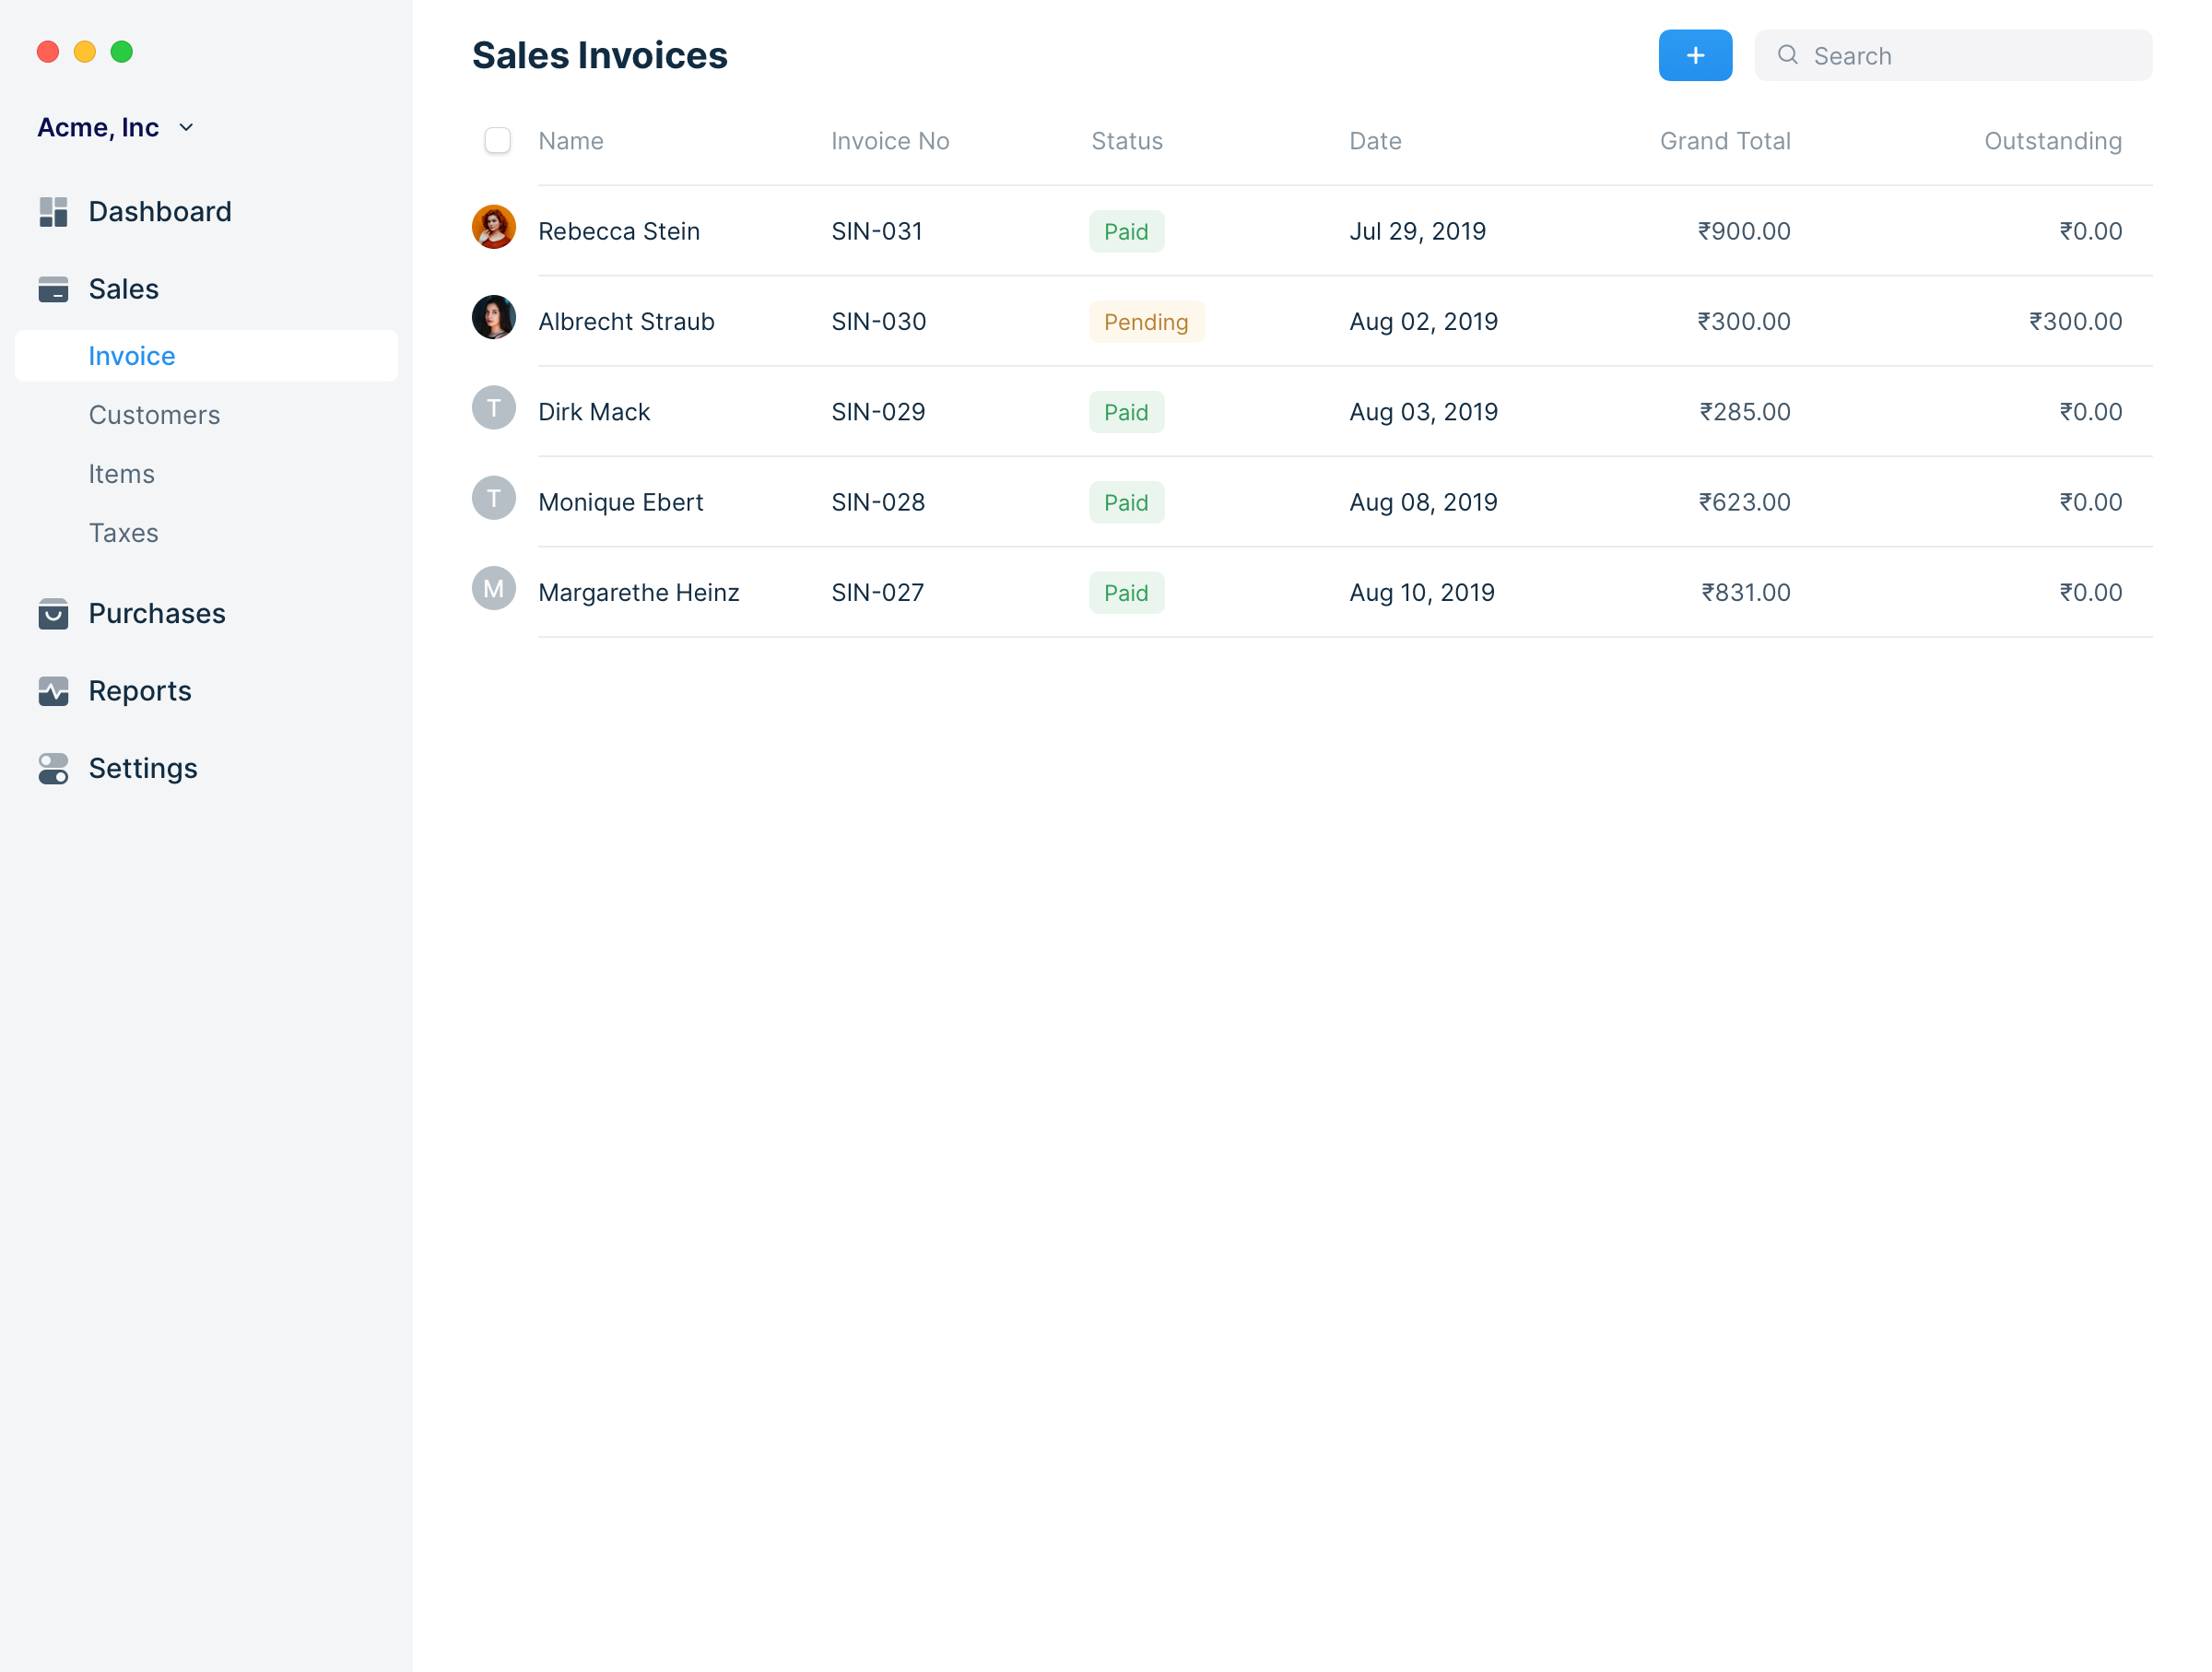 Acme, Inc
Dashboard
Sales
Invoice
Customers
Items
Taxes
Purchases
Reports
Settings
Sales Invoices
+ Search
Name Invoice No Status Date Grand Total Outstanding
Rebecca Stein SIN-031 Paid Jul 29, 2019 ₹900.00 ₹0.00
Albrecht Straub SIN-030 Pending Aug 02, 2019 ₹300.00 ₹300.00
T Dirk Mack SIN-029 Paid Aug 03, 2019 ₹285.00 ₹0.00
T Monique Ebert SIN-028 Paid Aug 08, 2019 ₹623.00 ₹0.00
M Margarethe Heinz SIN-027 Paid Aug 10, 2019 ₹831.00 ₹0.00